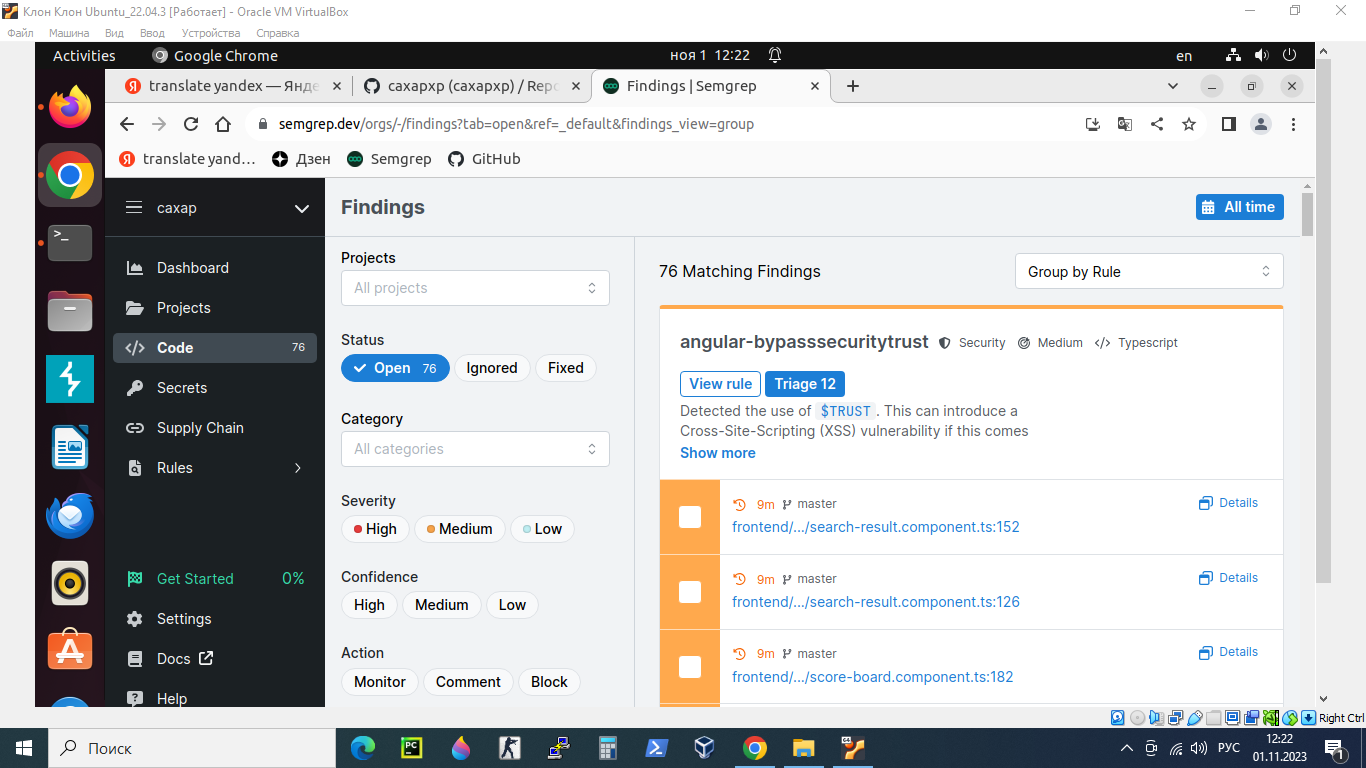 Клон Клон Ubuntu_22.04.3 [Работает] - Oracle VM VirtualBox
Файл Машина Вид Ввод Устройства Справка
Activities Google Chrome ноя 1 12:22 en
translate yandex — Янде caxapxp (caxapxp) / Repo Findings | Semgrep
semgrep.dev/orgs/-/findings?tab=open&ref=_default&findings_view=group
translate yand… Дзен Semgrep GitHub
caxap
Dashboard
Projects
Code 76
Secrets
Supply Chain
Rules
Get Started 0%
Settings
Docs
Help
Findings
All time
Projects
All projects
Status
Open 76 Ignored Fixed
Category
All categories
Severity
High Medium Low
Confidence
High Medium Low
Action
Monitor Comment Block
76 Matching Findings
Group by Rule
angular-bypasssecuritytrust Security Medium Typescript
View rule Triage 12
Detected the use of $TRUST. This can introduce a
Cross-Site-Scripting (XSS) vulnerability if this comes
Show more
9m master Details
frontend/.../search-result.component.ts:152
9m master Details
frontend/.../search-result.component.ts:126
9m master Details
frontend/.../score-board.component.ts:182
Right Ctrl
Поиск
РУС
12:22
01.11.2023
1